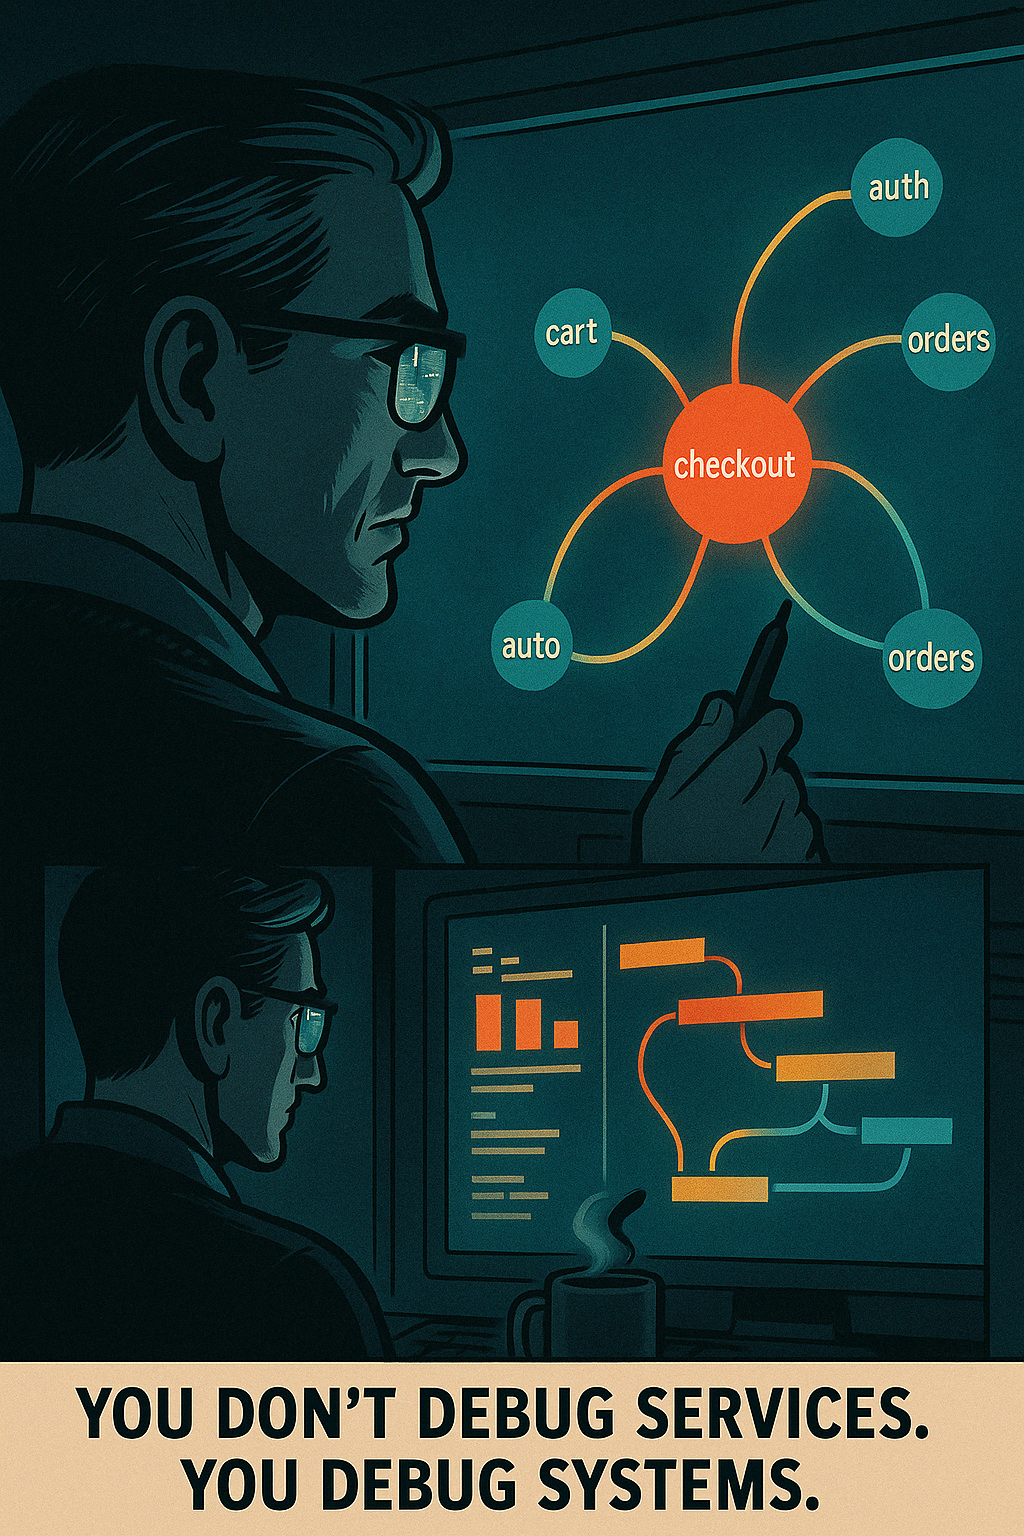 auth
cart
orders
checkout
auto
orders
YOU DON'T DEBUG SERVICES.
YOU DEBUG SYSTEMS.